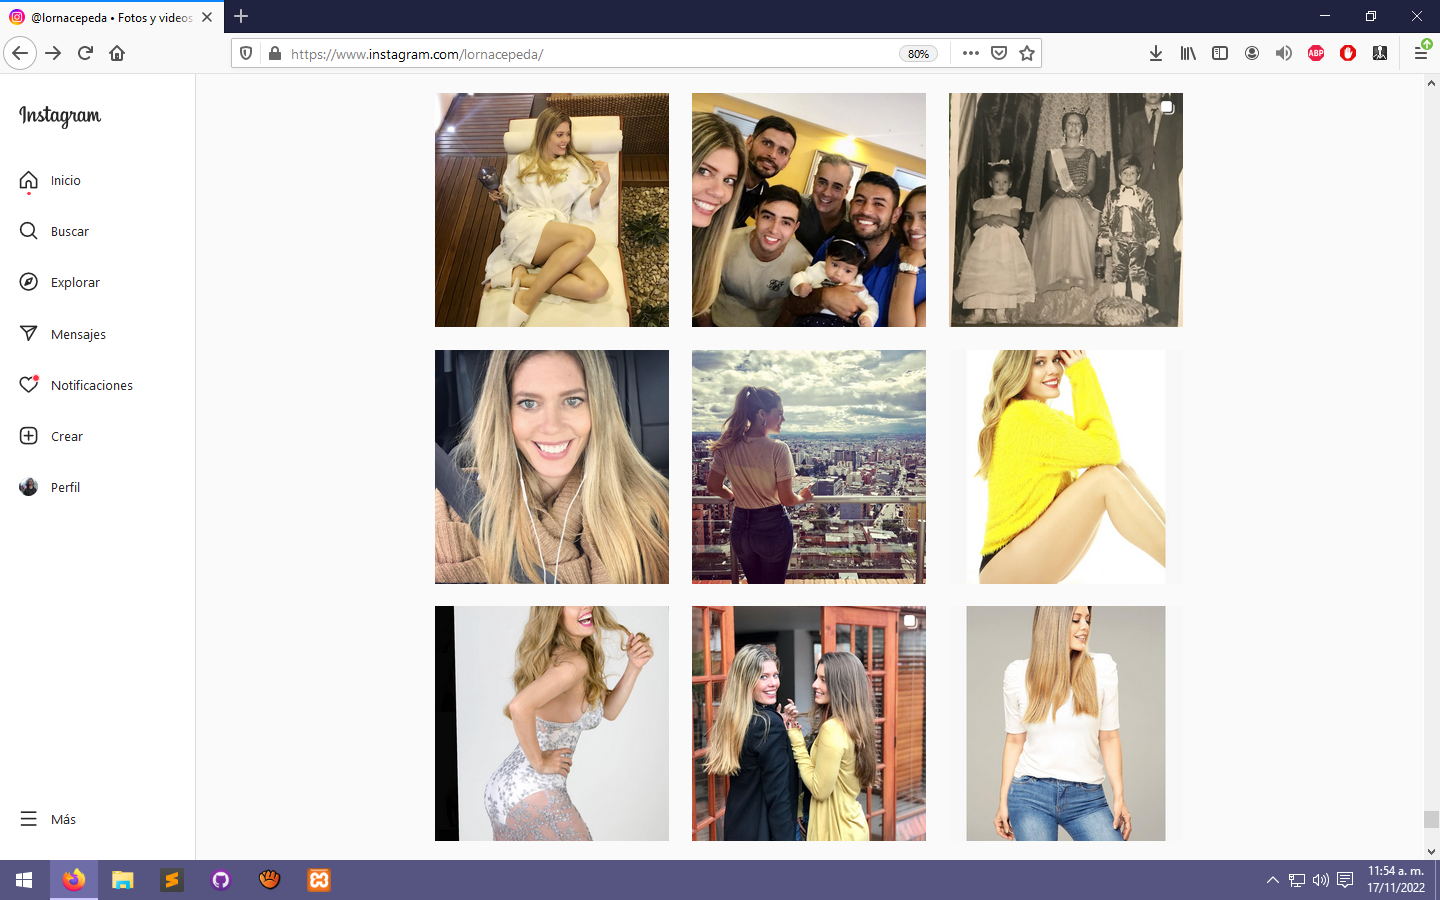 @lornacepeda • Fotos y videos
https://www.instagram.com/lornacepeda/
80%
ABP
Instagram
Inicio
Buscar
Explorar
Mensajes
Notificaciones
Crear
Perfil
Más
11:54 a. m.
17/11/2022